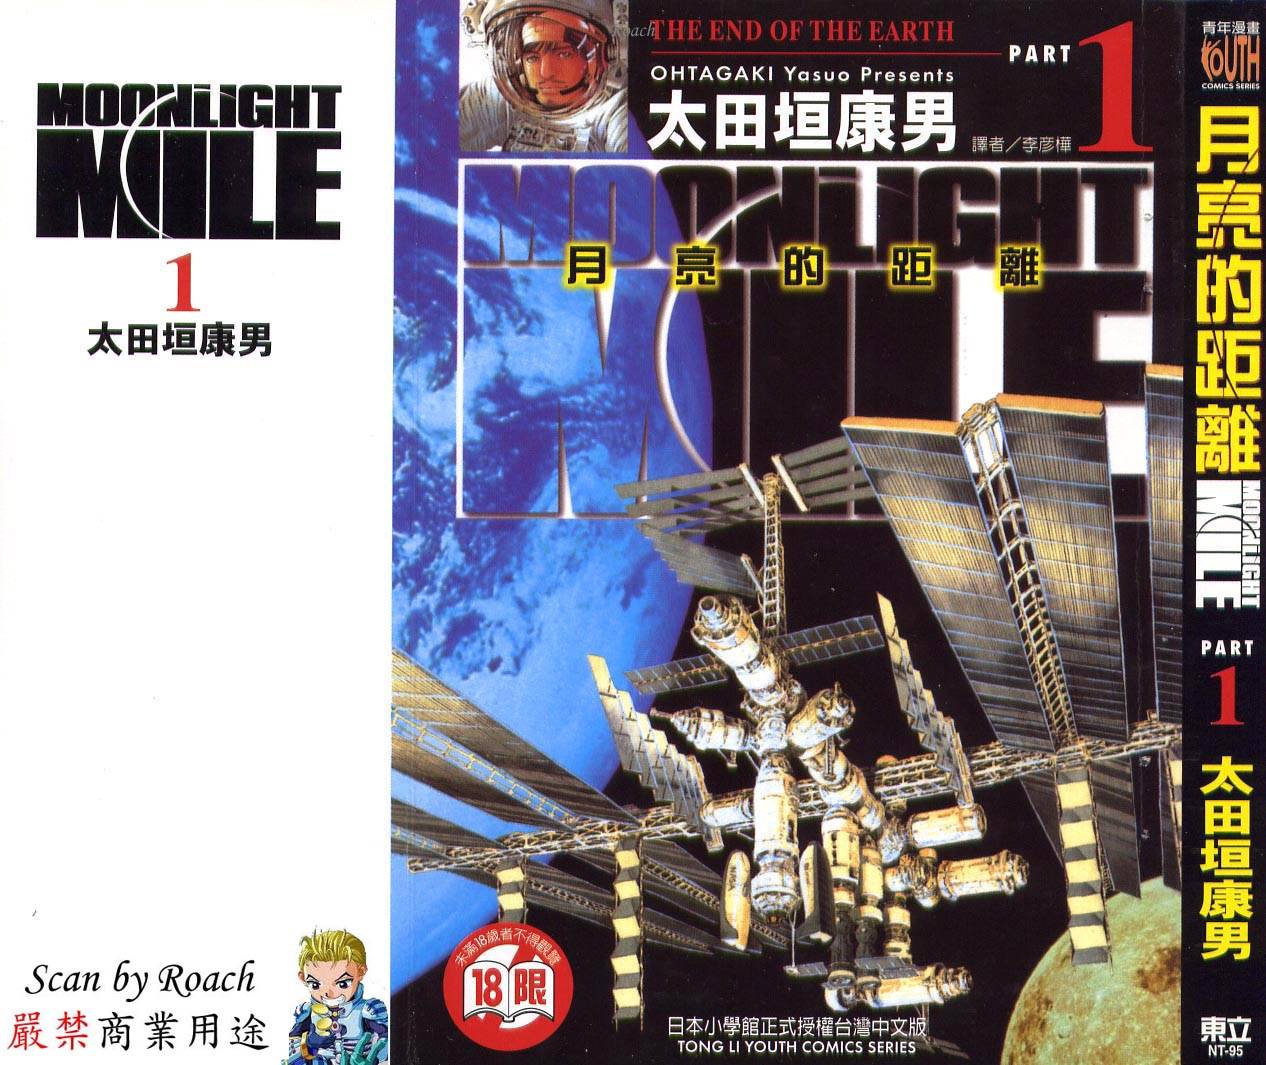 MOONLIGHT
MILE
1
太田垣康男
Scan by Roach
嚴禁商業用途
Roach
THE END OF THE EARTH
PART 1
OHTAGAKI Yasuo Presents
太田垣康男
譯者／李彥樺
MOONLIGHT
月亮的距離
MILE
未滿18歲者不得觀覽
18限
日本小學館正式授權台灣中文版
TONG LI YOUTH COMICS SERIES
青年漫畫
YOUTH
COMICS SERIES
月亮的距離
MOONLIGHT
MILE
PART
1
太田垣康男
東立
NT-95